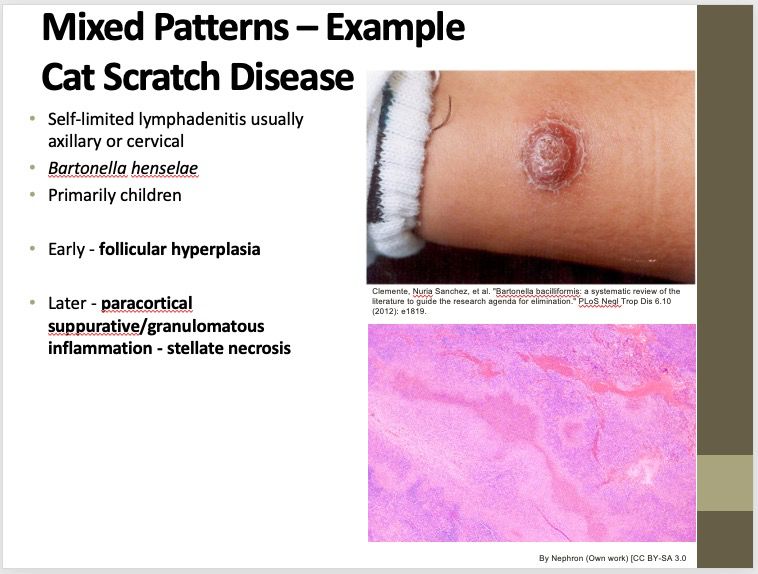 Mixed Patterns – Example
Cat Scratch Disease
• Self-limited lymphadenitis usually
axillary or cervical
• Bartonella henselae
• Primarily children
• Early - follicular hyperplasia
• Later - paracortical
suppurative/granulomatous
inflammation - stellate necrosis
Clemente, Nuria Sanchez, et al. "Bartonella bacilliformis: a systematic review of the
literature to guide the research agenda for elimination." PLoS Negl Trop Dis 6.10
(2012): e1819.
By Nephron (Own work) [CC BY-SA 3.0